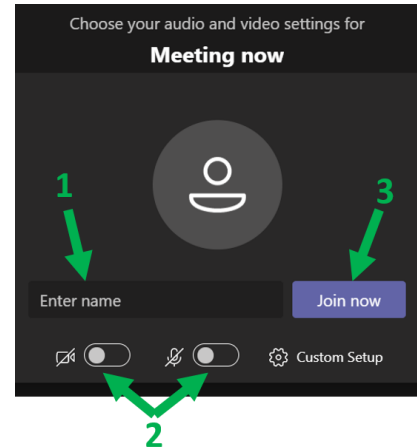 Choose your audio and video settings for
Meeting now
1
3
Enter name
Join now
Custom Setup
2